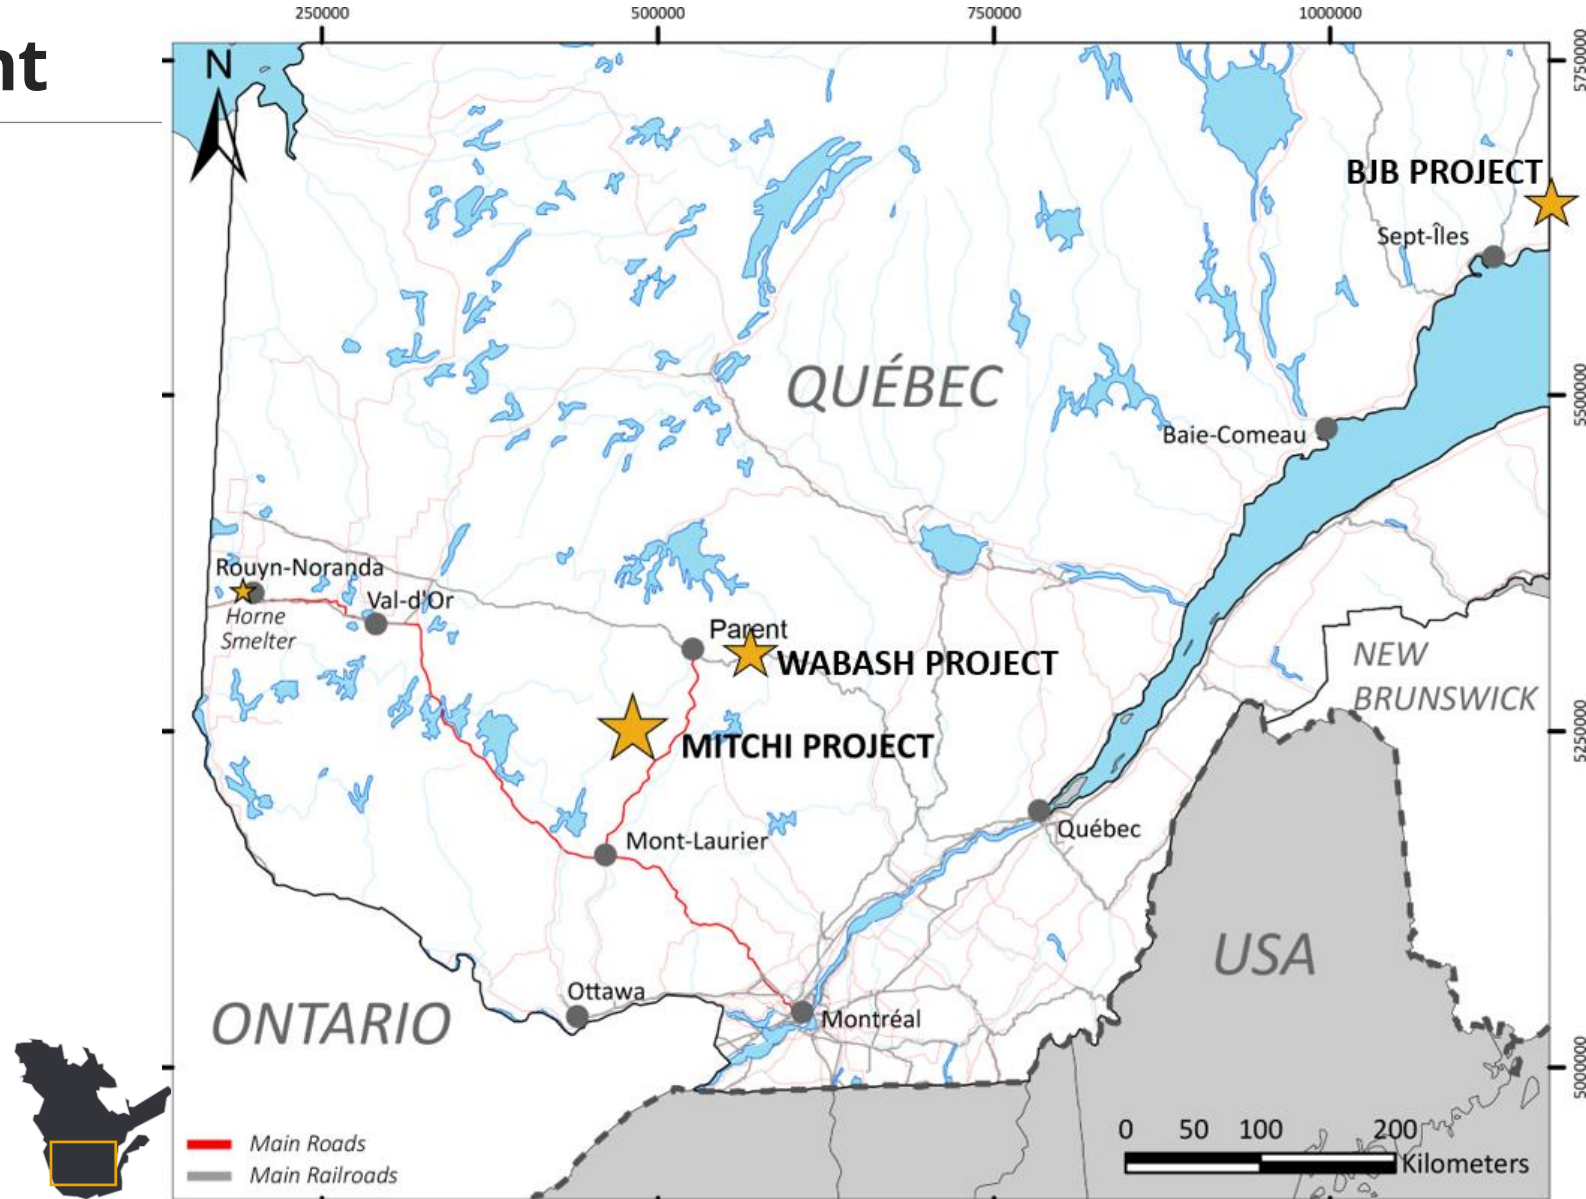 nt
250000
500000
750000
1000000
N
5750000
BJB PROJECT
Sept-Îles
QUÉBEC
5500000
Baie-Comeau
Rouyn-Noranda
Val-d'Or
Horne
Smelter
Parent
WABASH PROJECT
NEW
BRUNSWICK
MITCHI PROJECT
5250000
Québec
Mont-Laurier
USA
Ottawa
ONTARIO
Montréal
5000000
0 50 100 200
Kilometers
Main Roads
Main Railroads